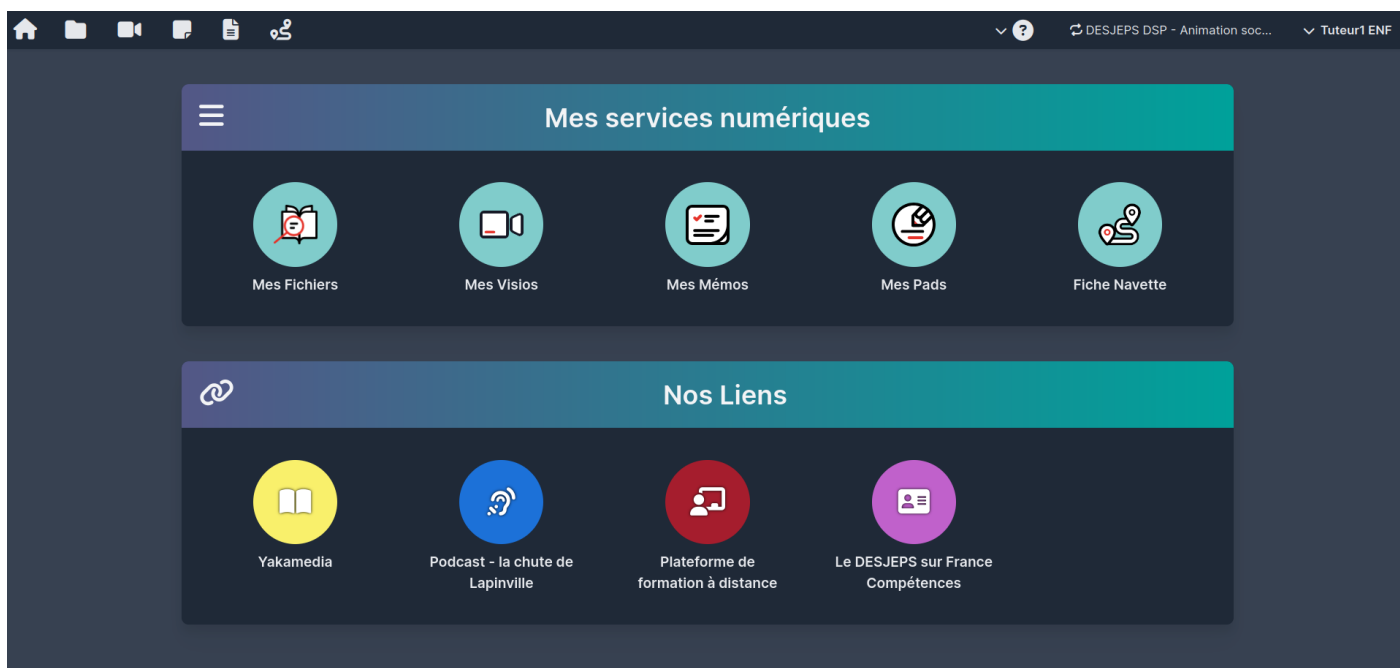 ? DESJEPS DSP - Animation soc... Tuteur1 ENF
Mes services numériques
Mes Fichiers Mes Visios Mes Mémos Mes Pads Fiche Navette
Nos Liens
Yakamedia
Podcast - la chute de
Lapinville
Plateforme de
formation à distance
Le DESJEPS sur France
Compétences